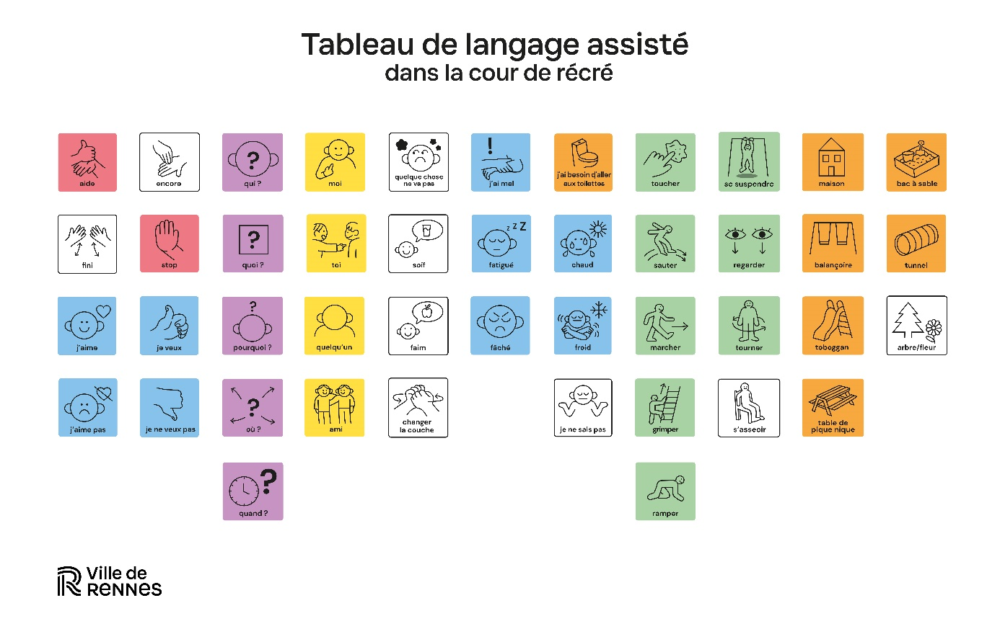 Tableau de langage assisté
dans la cour de récré
aide
encore
qui ?
?
moi
quelque chose
ne va pas
!
j'ai mal
j'ai besoin d'aller
aux toilettes
toucher
se suspendre
maison
bac à sable
fini
stop
?
quoi ?
toi
soif
z z Z
fatigué
chaud
sauter
regarder
balançoire
tunnel
j'aime
je veux
?
pourquoi ?
quelqu'un
faim
fâché
froid
marcher
tourner
toboggan
arbre/fleur
j'aime pas
je ne veux pas
?
où ?
ami
changer
la couche
je ne sais pas
grimper
s'asseoir
table de
pique nique
?
quand ?
ramper
Ville de
RENNES